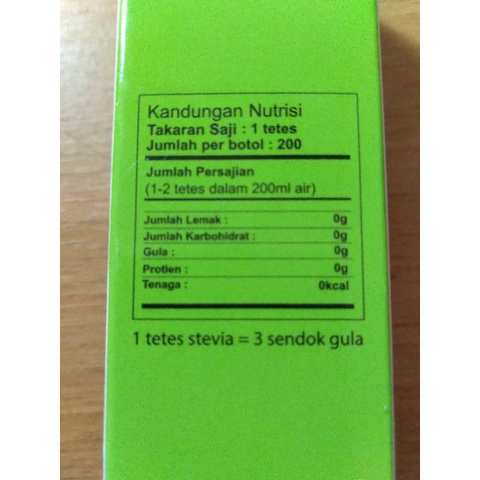 Kandungan Nutrisi
Takaran Saji : 1 tetes
Jumlah per botol : 200
Jumlah Persajian
(1-2 tetes dalam 200ml air)
Jumlah Lemak : 0g
Jumlah Karbohidrat : 0g
Gula : 0g
Protien : 0g
Tenaga : 0kcal
1 tetes stevia = 3 sendok gula